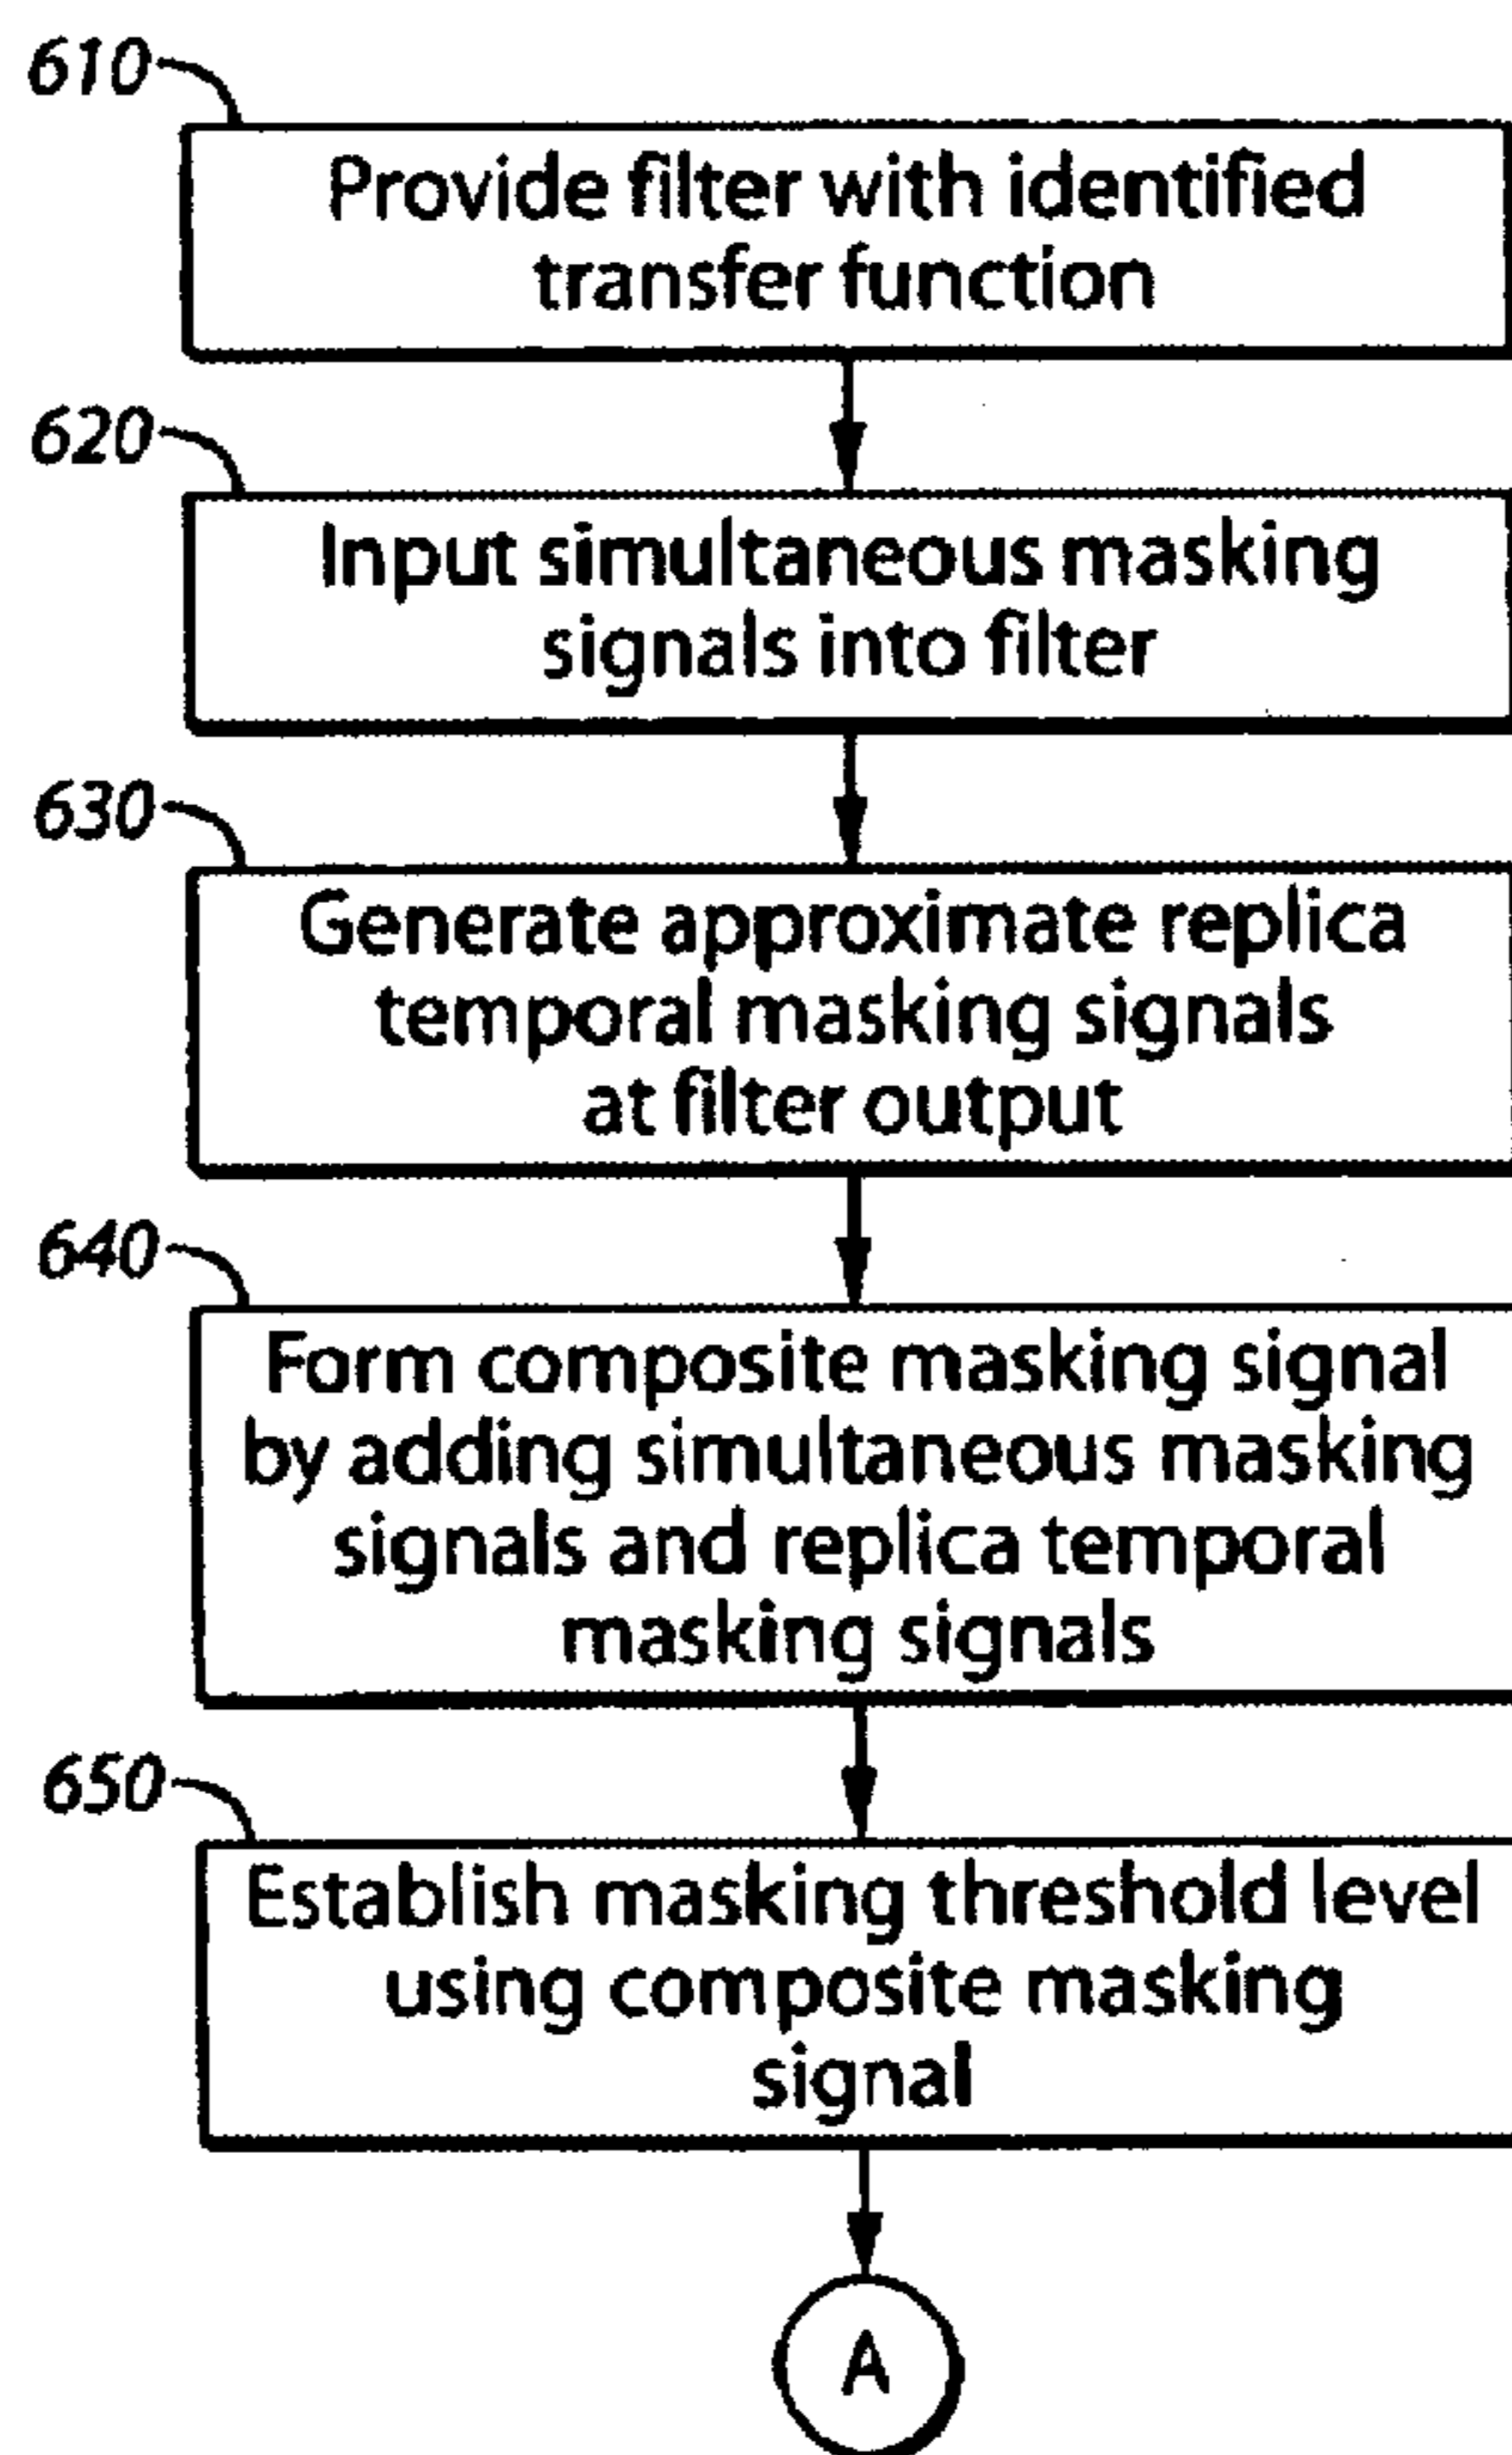 610
Provide filter with identified
transfer function
620
Input simultaneous masking
signals into filter
630
Generate approximate replica
temporal masking signals
at filter output
640
Form composite masking signal
by adding simultaneous masking
signals and replica temporal
masking signals
650
Establish masking threshold level
using composite masking
signal
A